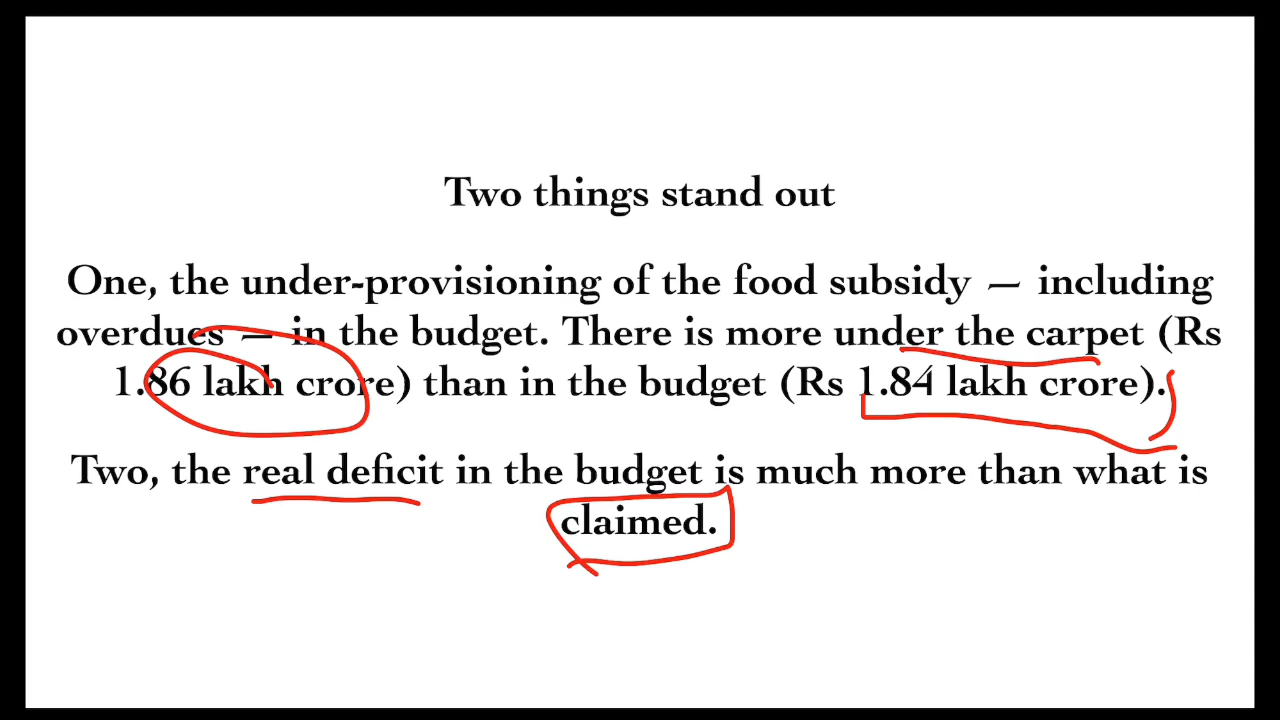 Two things stand out
One, the under-provisioning of the food subsidy — including
overdues — in the budget. There is more under the carpet (Rs
1.86 lakh crore) than in the budget (Rs 1.84 lakh crore).
Two, the real deficit in the budget is much more than what is
claimed.